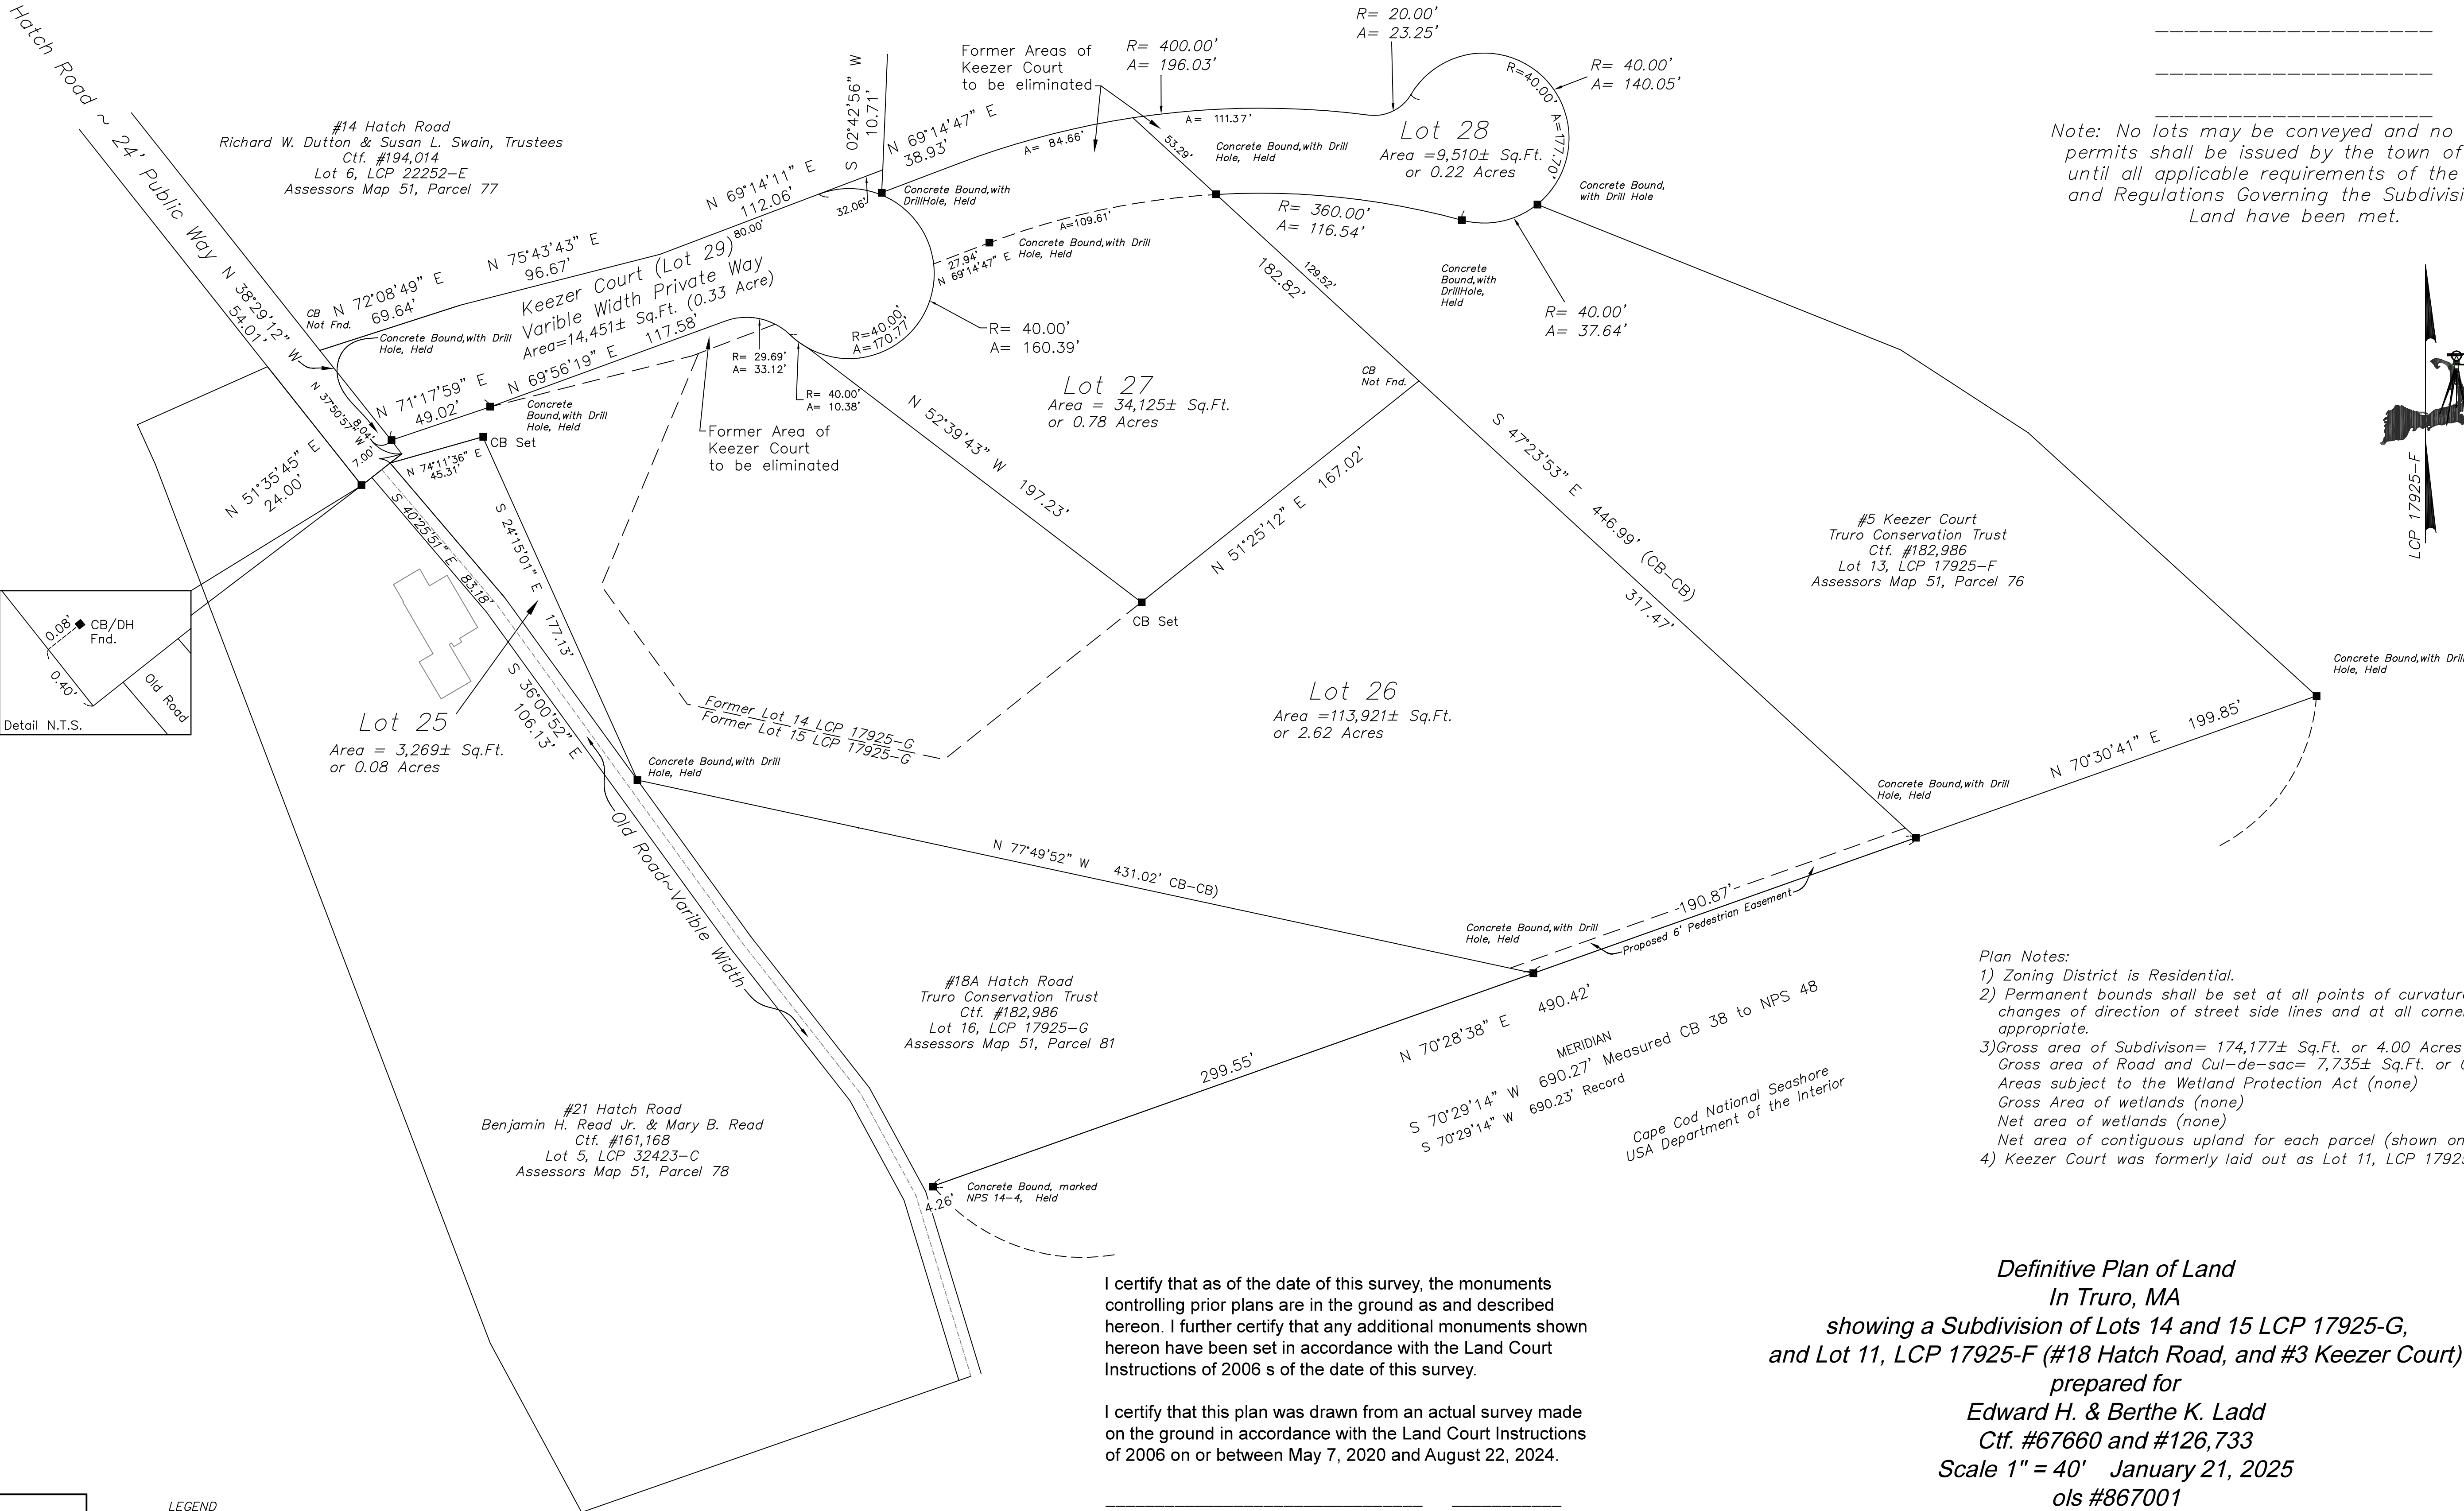 Hatch Road ~ 24' Public Way
#14 Hatch Road
Richard W. Dutton & Susan L. Swain, Trustees
Ctf. #194,014
Lot 6, LCP 22252-E
Assessors Map 51, Parcel 77
N 38°29'12" W
54.01'
CB
Not Fnd.
N 72°08'49" E
69.64'
N 75°43'43" E
96.67'
N 69°14'11" E
112.06'
80.00'
32.06'
S 02°42'56" W
10.71'
N 69°14'47" E
38.93'
Former Areas of
Keezer Court
to be eliminated
R= 400.00'
A= 196.03'
A= 84.66'
A= 111.37'
53.29'
R= 20.00'
A= 23.25'
R= 40.00'
A= 140.05'
R=40.00' A=177.70'
Lot 28
Area =9,510± Sq.Ft.
or 0.22 Acres
Concrete Bound,with Drill
Hole, Held
Concrete Bound,
with Drill Hole
Concrete Bound,with
DrillHole, Held
A=109.61'
27.94'
N 69°14'47" E
Concrete Bound,with Drill
Hole, Held
R= 360.00'
A= 116.54'
Concrete
Bound,with
DrillHole,
Held
R= 40.00'
A= 37.64'
182.82'
129.52'
Keezer Court (Lot 29)
Varible Width Private Way
Area=14,451± Sq.Ft. (0.33 Acre)
Concrete Bound,with Drill
Hole, Held
R=40.00'
A=170.77'
R= 40.00'
A= 160.39'
N 71°17'59" E
49.02'
N 69°56'19" E
117.58'
Concrete
Bound,with Drill
Hole, Held
R= 29.69'
A= 33.12'
R= 40.00'
A= 10.38'
Former Area of
Keezer Court
to be eliminated
N 37°50'57" W
8.04'
7.00'
N 74°11'36" E
45.31'
CB Set
N 51°35'45" E
24.00'
Lot 27
Area = 34,125± Sq.Ft.
or 0.78 Acres
N 52°39'43" W
197.23'
N 51°25'12" E
167.02'
CB
Not Fnd.
CB Set
S 47°23'53" E
446.99' (CB-CB)
317.47'
#5 Keezer Court
Truro Conservation Trust
Ctf. #182,986
Lot 13, LCP 17925-F
Assessors Map 51, Parcel 76
Note: No lots may be conveyed and no
permits shall be issued by the town of
until all applicable requirements of the
and Regulations Governing the Subdivisi
Land have been met.
LCP 17925-F
S 40°25'51" E
83.18'
S 24°15'01" E
177.13'
S 36°00'52" E
106.13'
0.08'
CB/DH
Fnd.
0.40'
Old Road
Detail N.T.S.
Lot 25
Area = 3,269± Sq.Ft.
or 0.08 Acres
Former Lot 14 LCP 17925-G
Former Lot 15 LCP 17925-G
Lot 26
Area =113,921± Sq.Ft.
or 2.62 Acres
Concrete Bound,with Drill
Hole, Held
Concrete Bound,with Drill
Hole, Held
Concrete Bound,with Drill
Hole, Held
N 70°30'41" E
199.85'
Old Road~Varible Width
N 77°49'52" W
431.02' CB-CB)
Concrete Bound,with Drill
Hole, Held
190.87'
Proposed 6' Pedestrian Easement
#18A Hatch Road
Truro Conservation Trust
Ctf. #182,986
Lot 16, LCP 17925-G
Assessors Map 51, Parcel 81
299.55'
N 70°28'38" E
490.42'
MERIDIAN
S 70°29'14" W 690.27' Measured CB 38 to NPS 48
S 70°29'14" W 690.23' Record
Cape Cod National Seashore
USA Department of the Interior
#21 Hatch Road
Benjamin H. Read Jr. & Mary B. Read
Ctf. #161,168
Lot 5, LCP 32423-C
Assessors Map 51, Parcel 78
Concrete Bound, marked
NPS 14-4, Held
4.26'
Plan Notes:
1) Zoning District is Residential.
2) Permanent bounds shall be set at all points of curvature
changes of direction of street side lines and at all corne
appropriate.
3)Gross area of Subdivison= 174,177± Sq.Ft. or 4.00 Acres
Gross area of Road and Cul-de-sac= 7,735± Sq.Ft. or
Areas subject to the Wetland Protection Act (none)
Gross Area of wetlands (none)
Net area of wetlands (none)
Net area of contiguous upland for each parcel (shown on
4) Keezer Court was formerly laid out as Lot 11, LCP 1792
I certify that as of the date of this survey, the monuments
controlling prior plans are in the ground as and described
hereon. I further certify that any additional monuments shown
hereon have been set in accordance with the Land Court
Instructions of 2006 s of the date of this survey.
I certify that this plan was drawn from an actual survey made
on the ground in accordance with the Land Court Instructions
of 2006 on or between May 7, 2020 and August 22, 2024.
Definitive Plan of Land
In Truro, MA
showing a Subdivision of Lots 14 and 15 LCP 17925-G,
and Lot 11, LCP 17925-F (#18 Hatch Road, and #3 Keezer Court)
prepared for
Edward H. & Berthe K. Ladd
Ctf. #67660 and #126,733
Scale 1" = 40' January 21, 2025
ols #867001
LEGEND